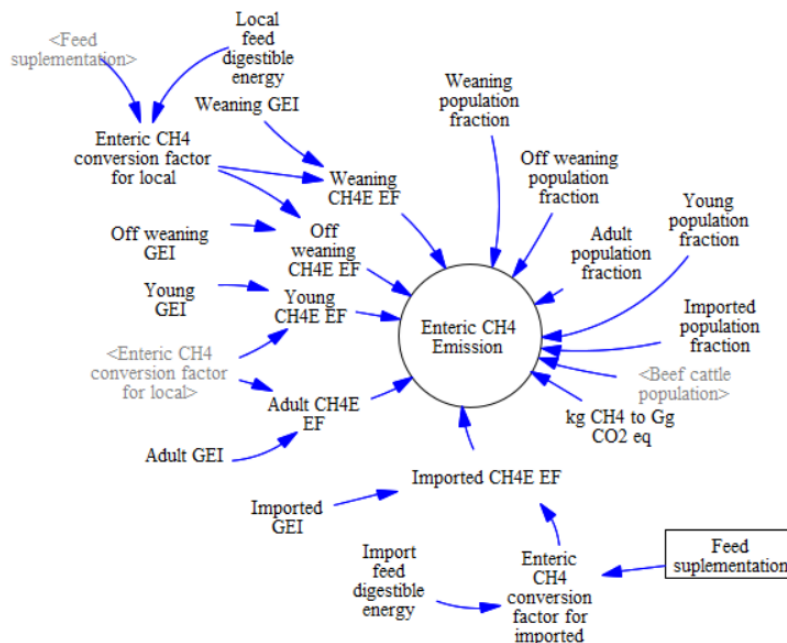 <Feed
suplementation>
Local
feed
digestible
energy
Weaning GEI
Enteric CH4
conversion factor
for local
Weaning
CH4E EF
Off weaning
GEI
Off
weaning
CH4E EF
Young
GEI
Young
CH4E EF
<Enteric CH4
conversion factor
for local>
Adult CH4E
EF
Adult GEI
Weaning
population
fraction
Off weaning
population
fraction
Adult
population
fraction
Young
population
fraction
Imported
population
fraction
<Beef cattle
population>
kg CH4 to Gg
CO2 eq
Enteric CH4
Emission
Imported CH4E EF
Imported
GEI
Import
feed
digestible
energy
Enteric
CH4
conversion
factor for
imported
Feed
suplementation